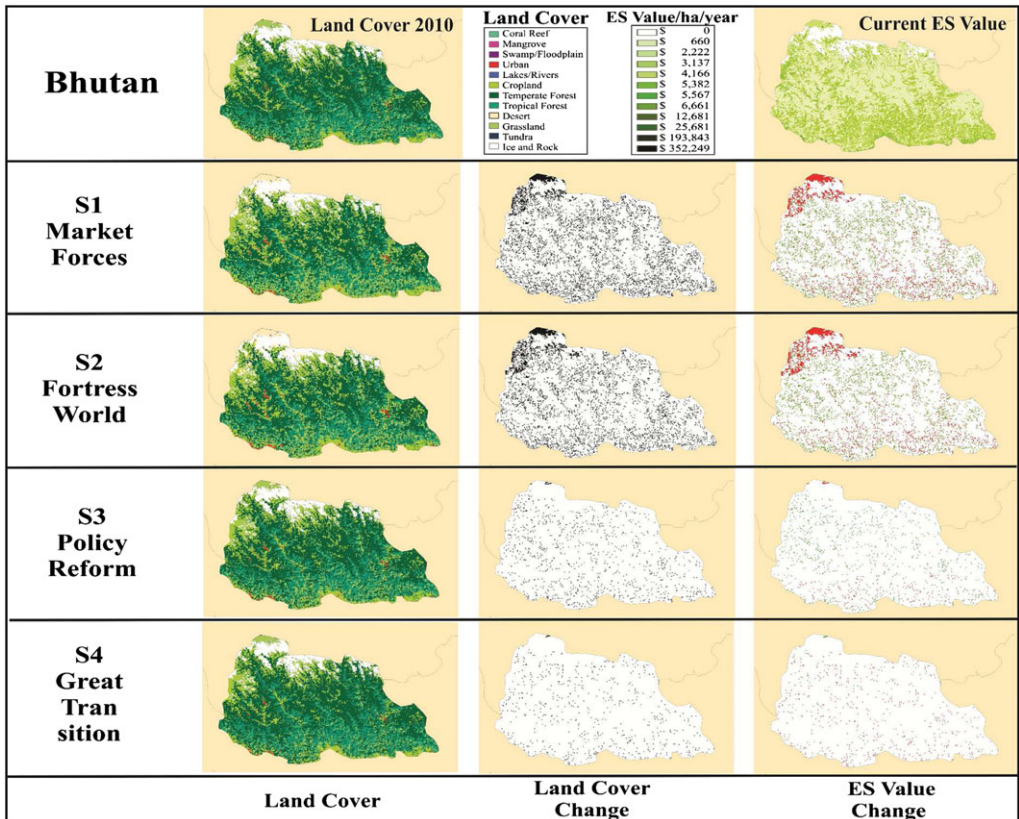 Bhutan
Land Cover 2010
Land Cover
Coral Reef
Mangrove
Swamp/Floodplain
Urban
Lakes/Rivers
Cropland
Temperate Forest
Tropical Forest
Desert
Grassland
Tundra
Ice and Rock
ES Value/ha/year
$ 0
$ 660
$ 2,222
$ 3,137
$ 4,166
$ 5,382
$ 5,567
$ 6,661
$ 12,681
$ 25,681
$ 193,843
$ 352,249
Current ES Value
S1
Market
Forces
S2
Fortress
World
S3
Policy
Reform
S4
Great
Tran
sition
Land Cover
Land Cover
Change
ES Value
Change